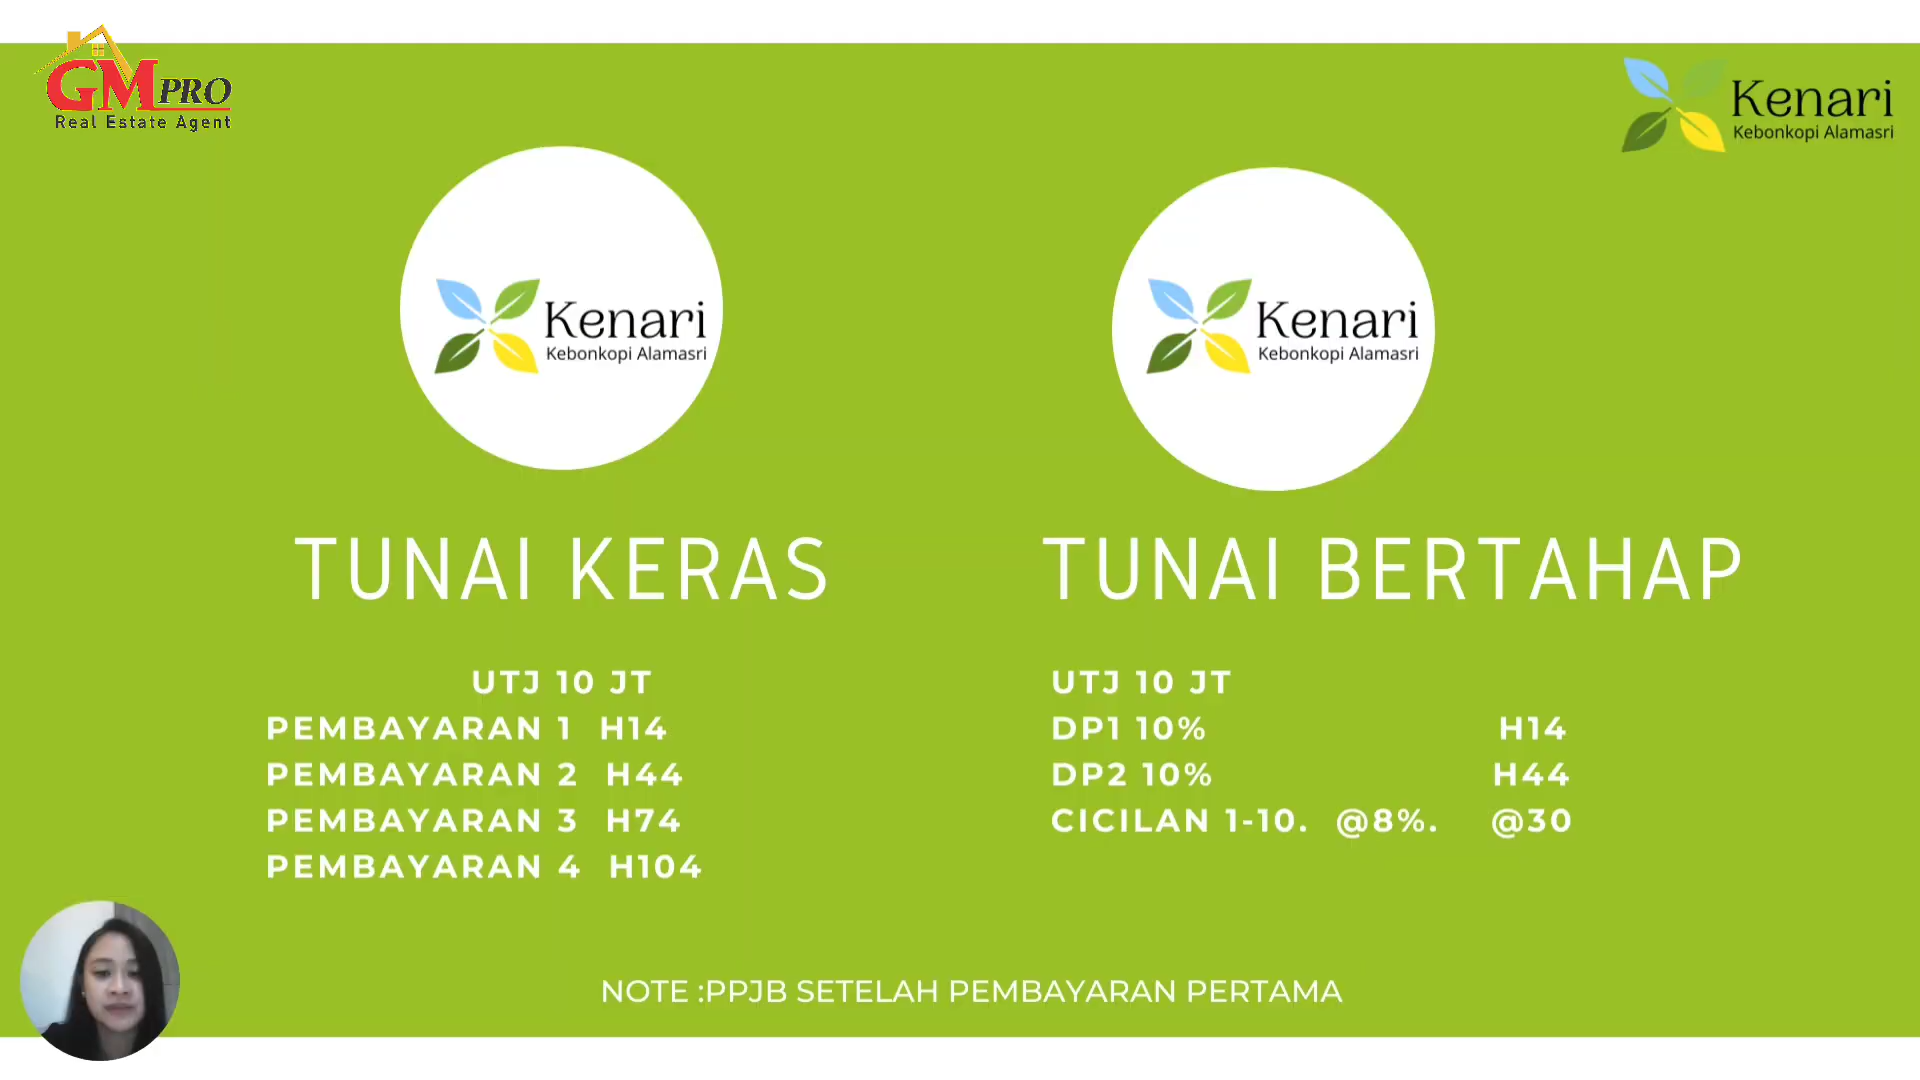 GM PRO
Real Estate Agent
Kenari
Kebonkopi Alamasri
Kenari
Kebonkopi Alamasri
Kenari
Kebonkopi Alamasri
TUNAI KERAS
UTJ 10 JT
PEMBAYARAN 1 H14
PEMBAYARAN 2 H44
PEMBAYARAN 3 H74
PEMBAYARAN 4 H104
TUNAI BERTAHAP
UTJ 10 JT
DP1 10% H14
DP2 10% H44
CICILAN 1-10. @8%. @30
NOTE :PPJB SETELAH PEMBAYARAN PERTAMA